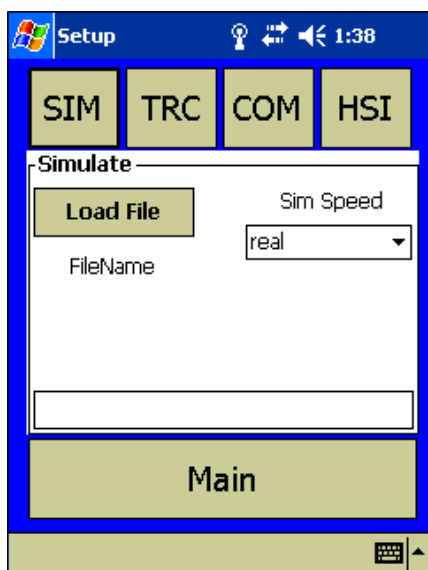 Setup 1:38
SIM TRC COM HSI
Simulate
Load File
Sim Speed
real
FileName
Main